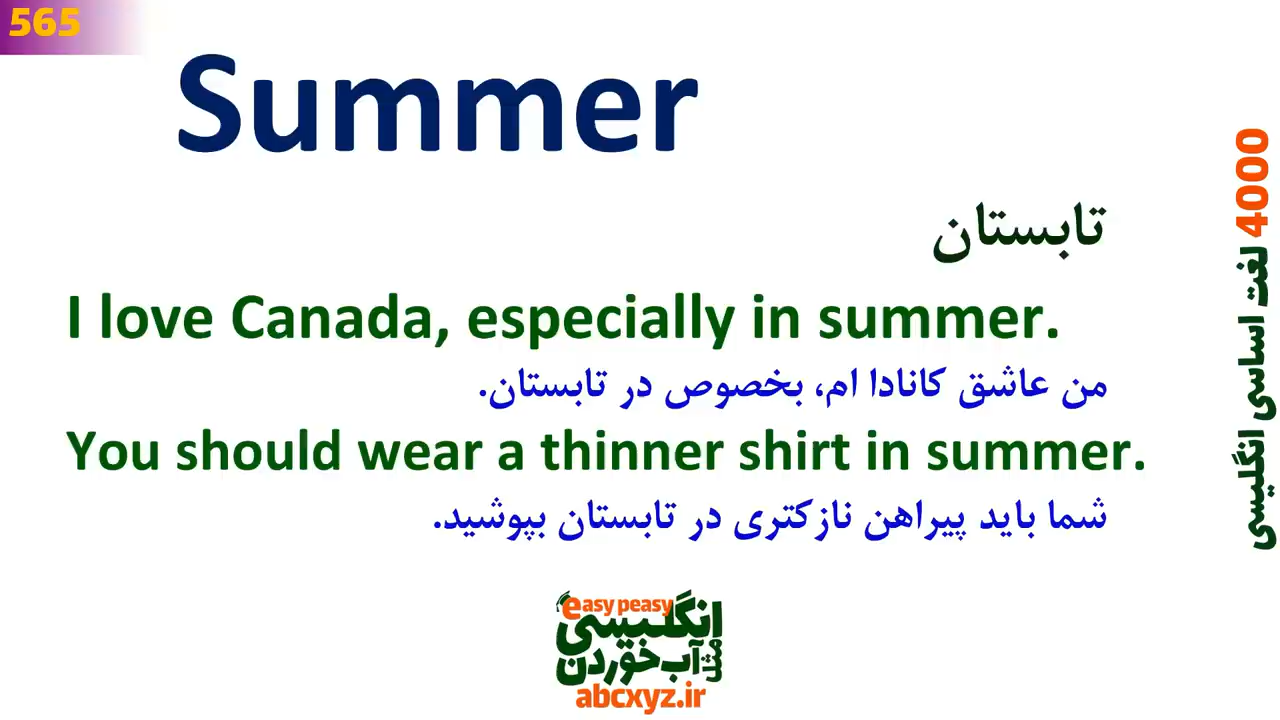 565
Summer
تابستان
I love Canada, especially in summer.
من عاشق کانادا ام، بخصوص در تابستان.
You should wear a thinner shirt in summer.
شما باید پیراهن نازکتری در تابستان بپوشید.
4000 لغت اساسی انگلیسی
easy peasy
انگلیسی
مثل آب خوردن
abcxyz.ir